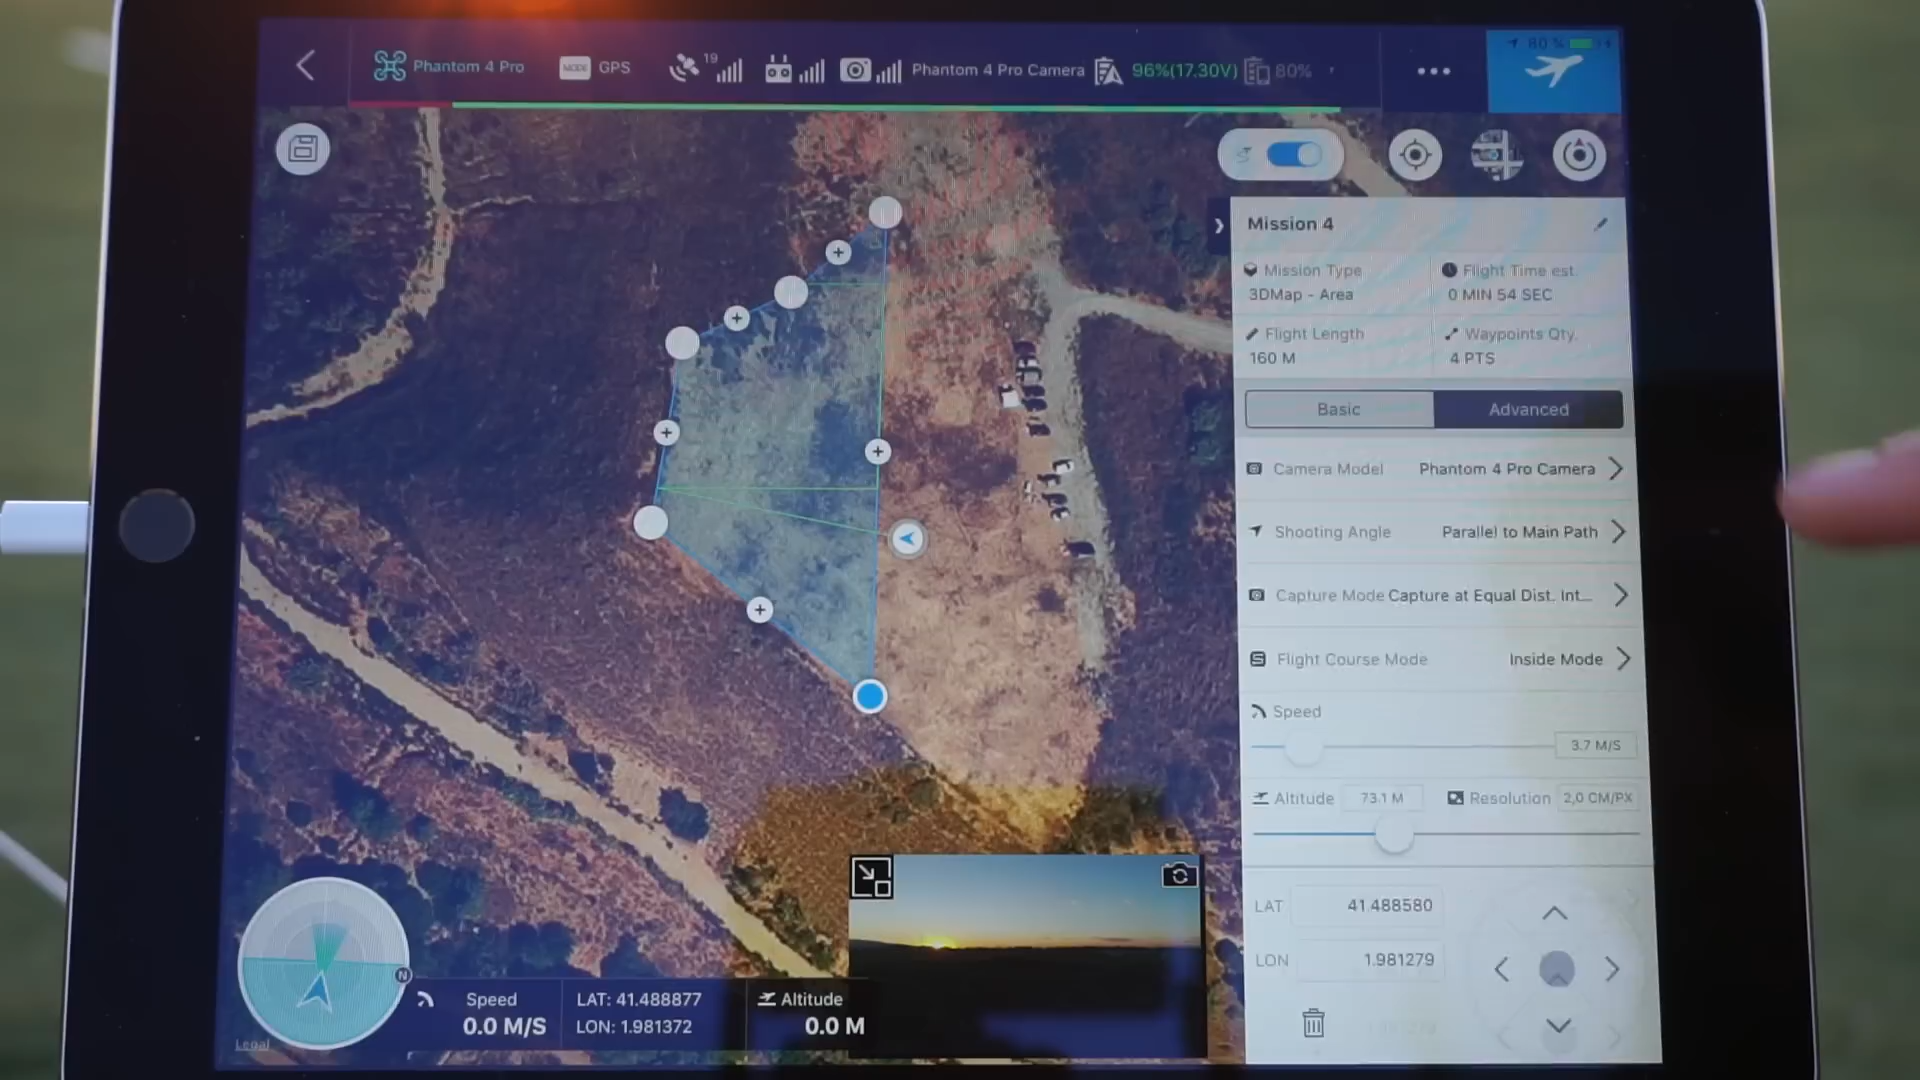 Phantom 4 Pro
MODE GPS
19
Phantom 4 Pro Camera
96%(17.30V)
80%
80 %
Mission 4
Mission Type
3DMap - Area
Flight Time est.
0 MIN 54 SEC
Flight Length
160 M
Waypoints Qty.
4 PTS
Basic
Advanced
Camera Model Phantom 4 Pro Camera
Shooting Angle Parallel to Main Path
Capture Mode Capture at Equal Dist. Int...
Flight Course Mode Inside Mode
Speed
3.7 M/S
Altitude 73.1 M Resolution 2,0 CM/PX
LAT 41.488580
LON 1.981279
N
Speed
0.0 M/S
LAT: 41.488877
LON: 1.981372
Altitude
0.0 M
Legal